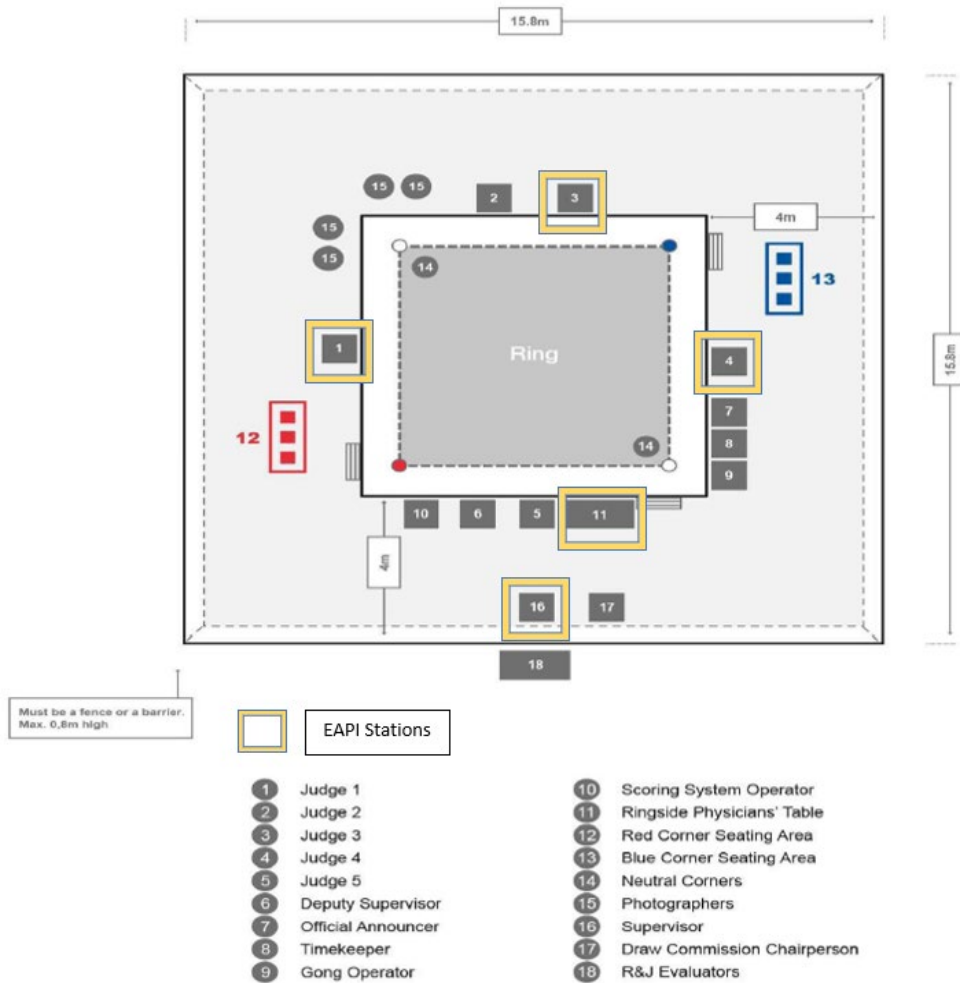 15.8m
15 15 2 3
4m
15
15
14
13
1
Ring
4
15.8m
7
12
14
8
9
10 6 5 11
4m
16 17
18
Must be a fence or a barrier.
Max. 0,8m high
EAPI Stations
1 Judge 1
2 Judge 2
3 Judge 3
4 Judge 4
5 Judge 5
6 Deputy Supervisor
7 Official Announcer
8 Timekeeper
9 Gong Operator
10 Scoring System Operator
11 Ringside Physicians' Table
12 Red Corner Seating Area
13 Blue Corner Seating Area
14 Neutral Corners
15 Photographers
16 Supervisor
17 Draw Commission Chairperson
18 R&J Evaluators